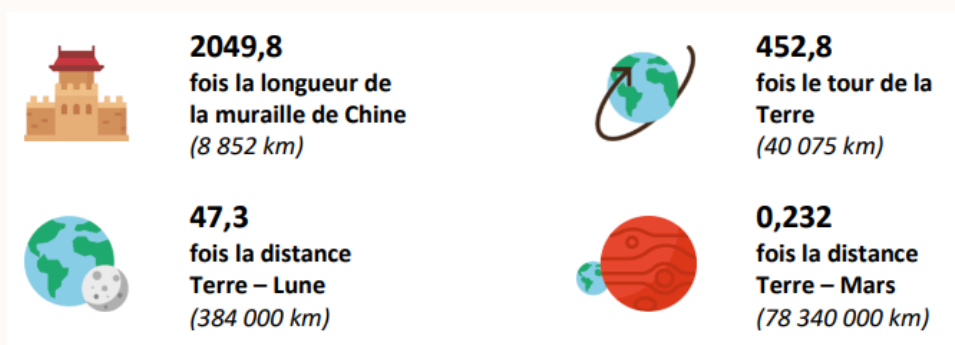 2049,8
fois la longueur de
la muraille de Chine
(8 852 km)
452,8
fois le tour de la
Terre
(40 075 km)
47,3
fois la distance
Terre – Lune
(384 000 km)
0,232
fois la distance
Terre – Mars
(78 340 000 km)